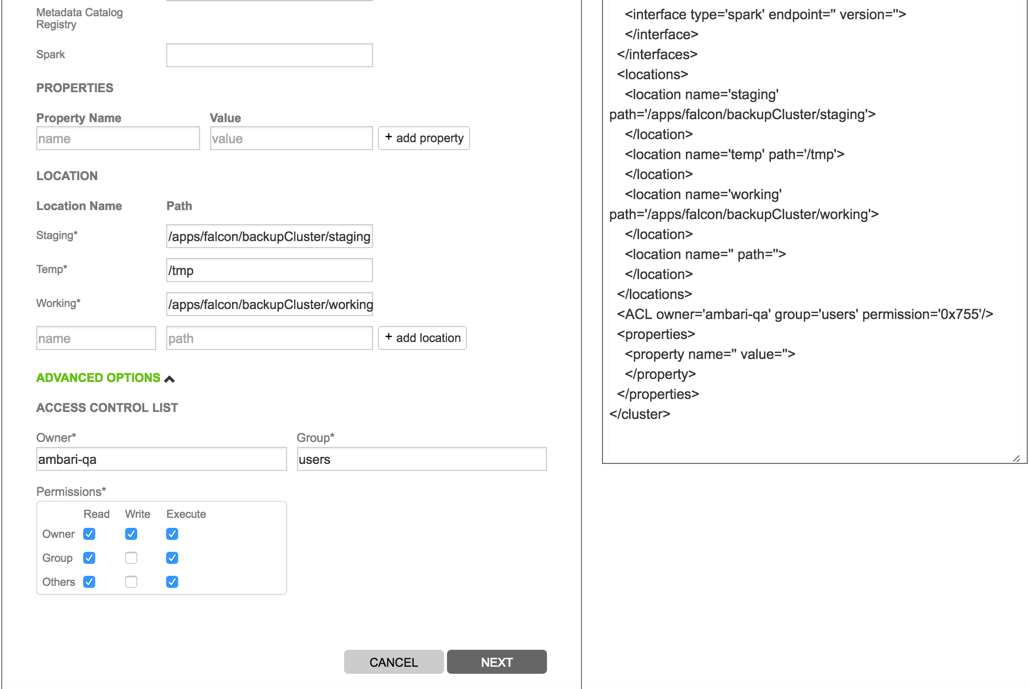 Metadata Catalog
Registry
Spark
PROPERTIES
Property Name Value
name value + add property
LOCATION
Location Name Path
Staging* /apps/falcon/backupCluster/staging
Temp* /tmp
Working* /apps/falcon/backupCluster/working
name path + add location
ADVANCED OPTIONS
ACCESS CONTROL LIST
Owner* Group*
ambari-qa users
Permissions*
Read Write Execute
Owner
Group
Others
CANCEL NEXT
<interface type='spark' endpoint='' version=''>
</interface>
</interfaces>
<locations>
<location name='staging'
path='/apps/falcon/backupCluster/staging'>
</location>
<location name='temp' path='/tmp'>
</location>
<location name='working'
path='/apps/falcon/backupCluster/working'>
</location>
<location name='' path=''>
</location>
</locations>
<ACL owner='ambari-qa' group='users' permission='0x755'/>
<properties>
<property name='' value=''>
</property>
</properties>
</cluster>